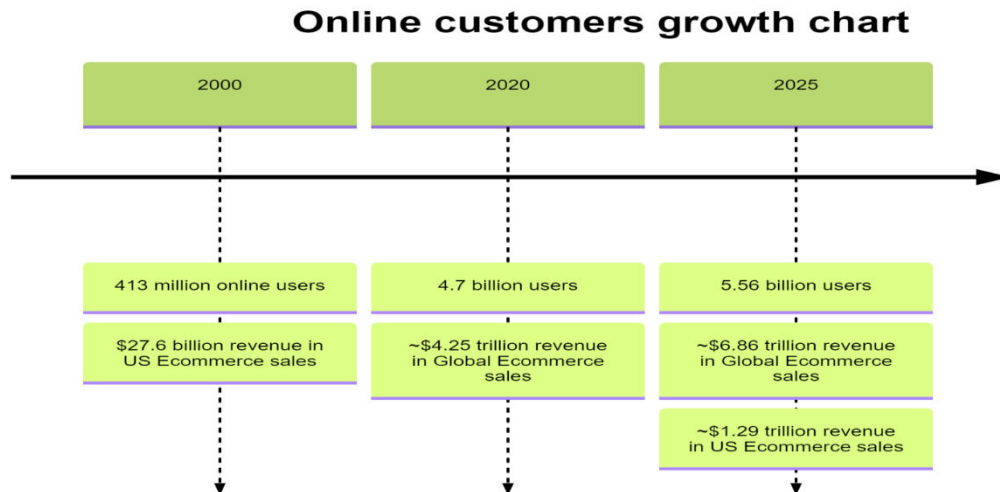 Online customers growth chart
2000
2020
2025
413 million online users
$27.6 billion revenue in
US Ecommerce sales
4.7 billion users
~$4.25 trillion revenue
in Global Ecommerce
sales
5.56 billion users
~$6.86 trillion revenue
in Global Ecommerce
sales
~$1.29 trillion revenue
in US Ecommerce sales